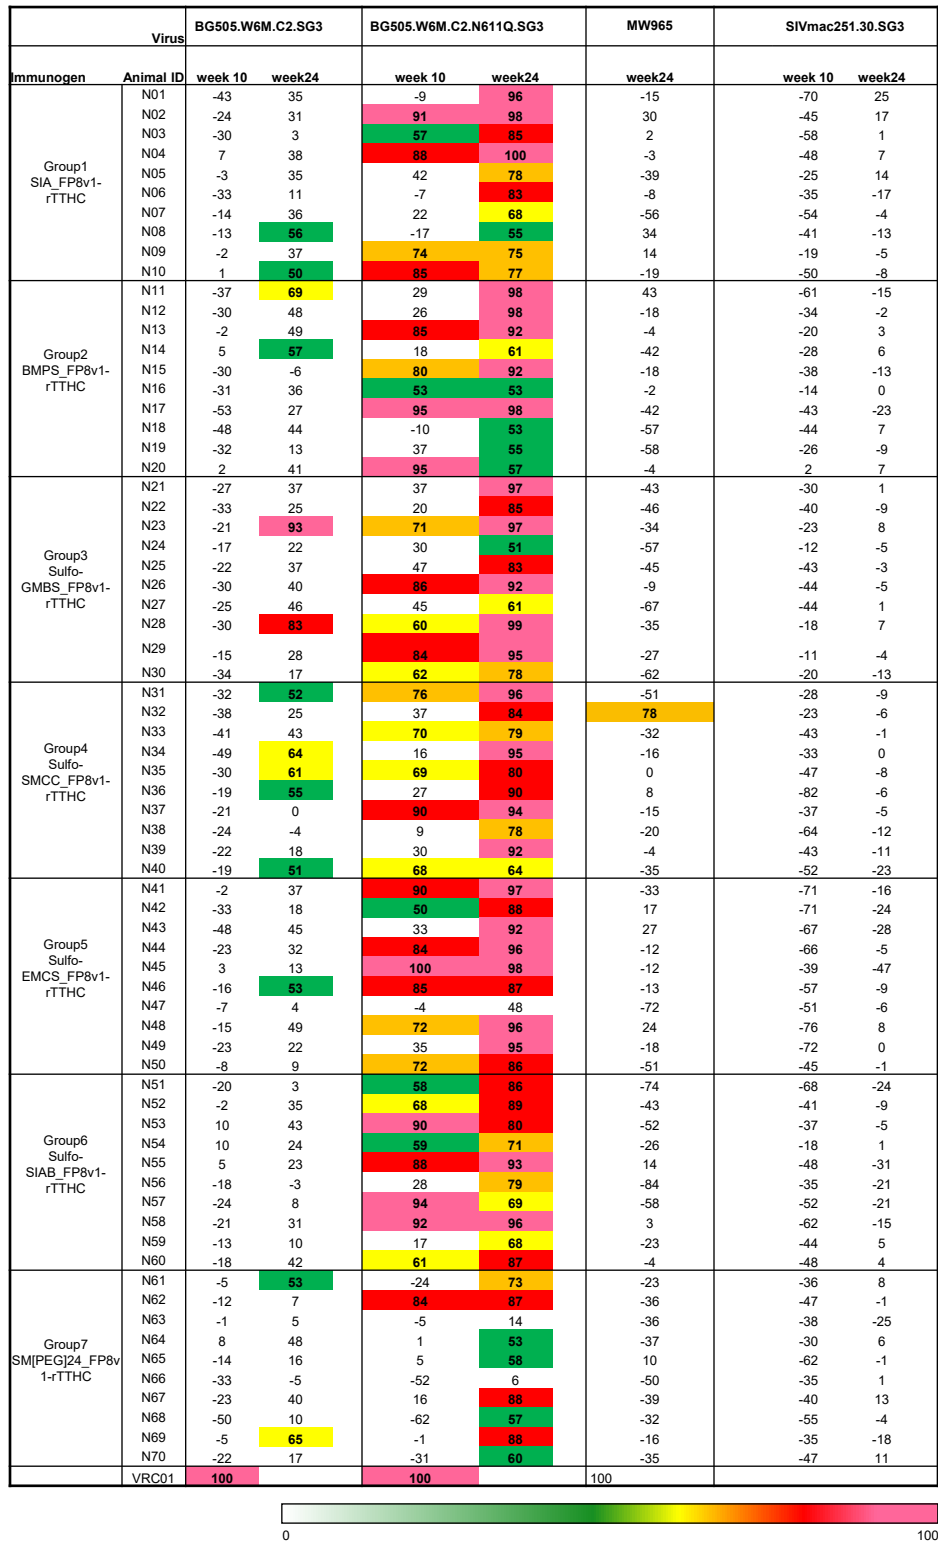 Virus BG505.W6M.C2.SG3 BG505.W6M.C2.N611Q.SG3 MW965 SIVmac251.30.SG3
Immunogen Animal ID week 10 week24 week 10 week24 week24 week 10 week24
Group1 SIA_FP8v1-rTTHC
N01 -43 35 -9 96 -15 -70 25
N02 -24 31 91 98 30 -45 17
N03 -30 3 57 85 2 -58 1
N04 7 38 88 100 -3 -48 7
N05 -3 35 42 78 -39 -25 14
N06 -33 11 -7 83 -8 -35 -17
N07 -14 36 22 68 -56 -54 -4
N08 -13 56 -17 55 34 -41 -13
N09 -2 37 74 75 14 -19 -5
N10 1 50 85 77 -19 -50 -8
Group2 BMPS_FP8v1-rTTHC
N11 -37 69 29 98 43 -61 -15
N12 -30 48 26 98 -18 -34 -2
N13 -2 49 85 92 -4 -20 3
N14 5 57 18 61 -42 -28 6
N15 -30 -6 80 92 -18 -38 -13
N16 -31 36 53 53 -2 -14 0
N17 -53 27 95 98 -42 -43 -23
N18 -48 44 -10 53 -57 -44 7
N19 -32 13 37 55 -58 -26 -9
N20 2 41 95 57 -4 2 7
Group3 Sulfo-GMBS_FP8v1-rTTHC
N21 -27 37 37 97 -43 -30 1
N22 -33 25 20 85 -46 -40 -9
N23 -21 93 71 97 -34 -23 8
N24 -17 22 30 51 -57 -12 -5
N25 -22 37 47 83 -45 -43 -3
N26 -30 40 86 92 -9 -44 -5
N27 -25 46 45 61 -67 -44 1
N28 -30 83 60 99 -35 -18 7
N29 -15 28 84 95 -27 -11 -4
N30 -34 17 62 78 -62 -20 -13
Group4 Sulfo-SMCC_FP8v1-rTTHC
N31 -32 52 76 96 -51 -28 -9
N32 -38 25 37 84 78 -23 -6
N33 -41 43 70 79 -32 -43 -1
N34 -49 64 16 95 -16 -33 0
N35 -30 61 69 80 0 -47 -8
N36 -19 55 27 90 8 -82 -6
N37 -21 0 90 94 -15 -37 -5
N38 -24 -4 9 78 -20 -64 -12
N39 -22 18 30 92 -4 -43 -11
N40 -19 51 68 64 -35 -52 -23
Group5 Sulfo-EMCS_FP8v1-rTTHC
N41 -2 37 90 97 -33 -71 -16
N42 -33 18 50 88 17 -71 -24
N43 -48 45 33 92 27 -67 -28
N44 -23 32 84 96 -12 -66 -5
N45 3 13 100 98 -12 -39 -47
N46 -16 53 85 87 -13 -57 -9
N47 -7 4 -4 48 -72 -51 -6
N48 -15 49 72 96 24 -76 8
N49 -23 22 35 95 -18 -72 0
N50 -8 9 72 86 -51 -45 -1
Group6 Sulfo-SIAB_FP8v1-rTTHC
N51 -20 3 58 86 -74 -68 -24
N52 -2 35 68 89 -43 -41 -9
N53 10 43 90 80 -52 -37 -5
N54 10 24 59 71 -26 -18 1
N55 5 23 88 93 14 -48 -31
N56 -18 -3 28 79 -84 -35 -21
N57 -24 8 94 69 -58 -52 -21
N58 -21 31 92 96 3 -62 -15
N59 -13 10 17 68 -23 -44 5
N60 -18 42 61 87 -4 -48 4
Group7 SM[PEG]24_FP8v1-rTTHC
N61 -5 53 -24 73 -23 -36 8
N62 -12 7 84 87 -36 -47 -1
N63 -1 5 -5 14 -36 -38 -25
N64 8 48 1 53 -37 -30 6
N65 -14 16 5 58 10 -62 -1
N66 -33 -5 -52 6 -50 -35 1
N67 -23 40 16 88 -39 -40 13
N68 -50 10 -62 57 -32 -55 -4
N69 -5 65 -1 88 -16 -35 -18
N70 -22 17 -31 60 -35 -47 11
VRC01 100 100 100
0 100